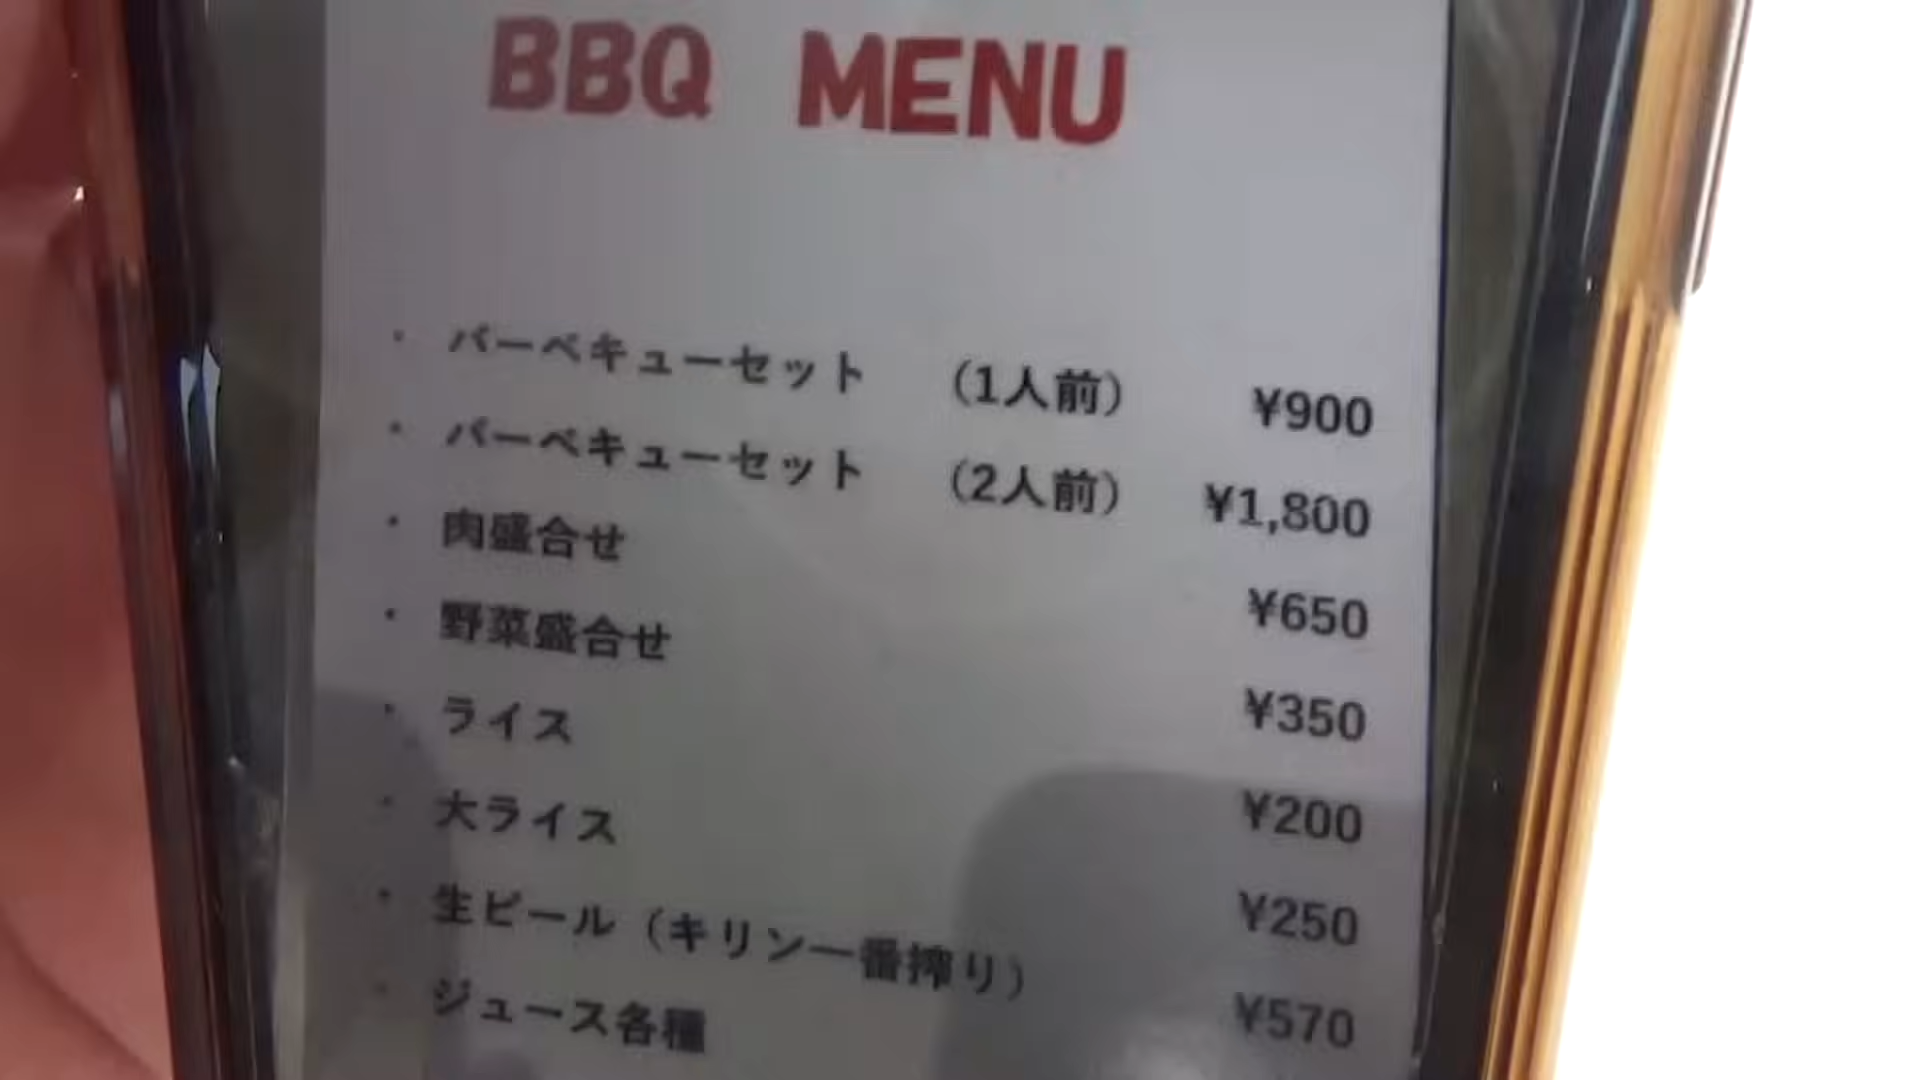 BBQ MENU
・ バーベキューセット （1人前） ¥900
・ バーベキューセット （2人前） ¥1,800
・ 肉盛合せ ¥650
・ 野菜盛合せ ¥350
・ ライス ¥200
・ 大ライス ¥250
・ 生ビール（キリン一番搾り） ¥570
・ ジュース各種